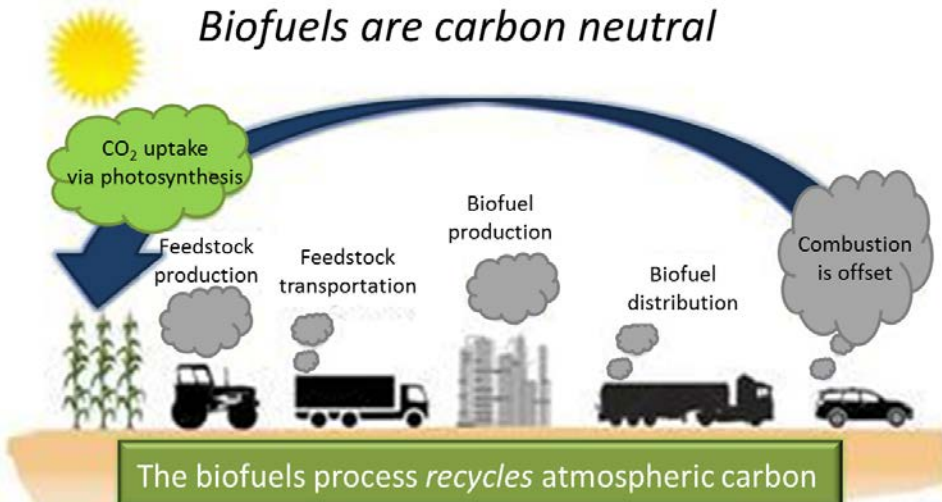 Biofuels are carbon neutral
CO₂ uptake
via photosynthesis
Feedstock
production
Feedstock
transportation
Biofuel
production
Biofuel
distribution
Combustion
is offset
The biofuels process recycles atmospheric carbon